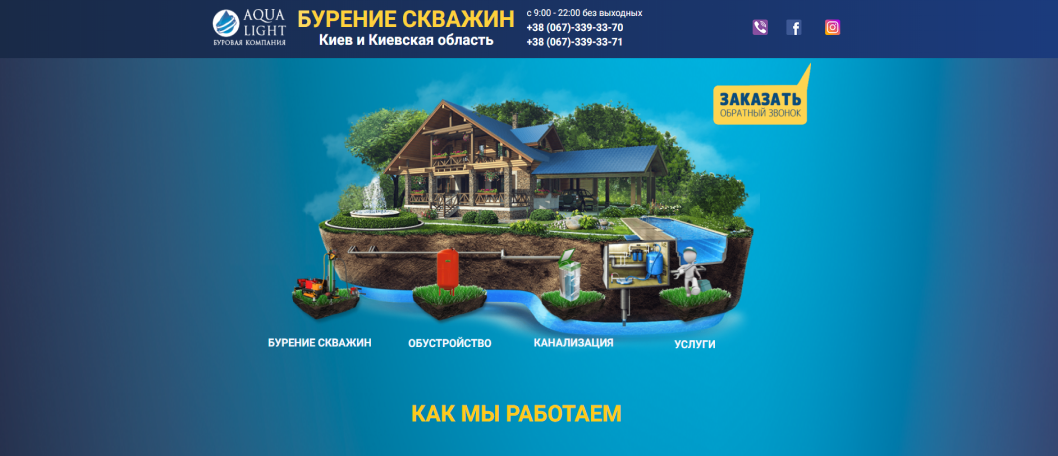 AQUA
LIGHT
БУРОВАЯ КОМПАНИЯ
БУРЕНИЕ СКВАЖИН
Киев и Киевская область
с 9:00 - 22:00 без выходных
+38 (067)-339-33-70
+38 (067)-339-33-71
ЗАКАЗАТЬ
ОБРАТНЫЙ ЗВОНОК
БУРЕНИЕ СКВАЖИН
ОБУСТРОЙСТВО
КАНАЛИЗАЦИЯ
УСЛУГИ
КАК МЫ РАБОТАЕМ